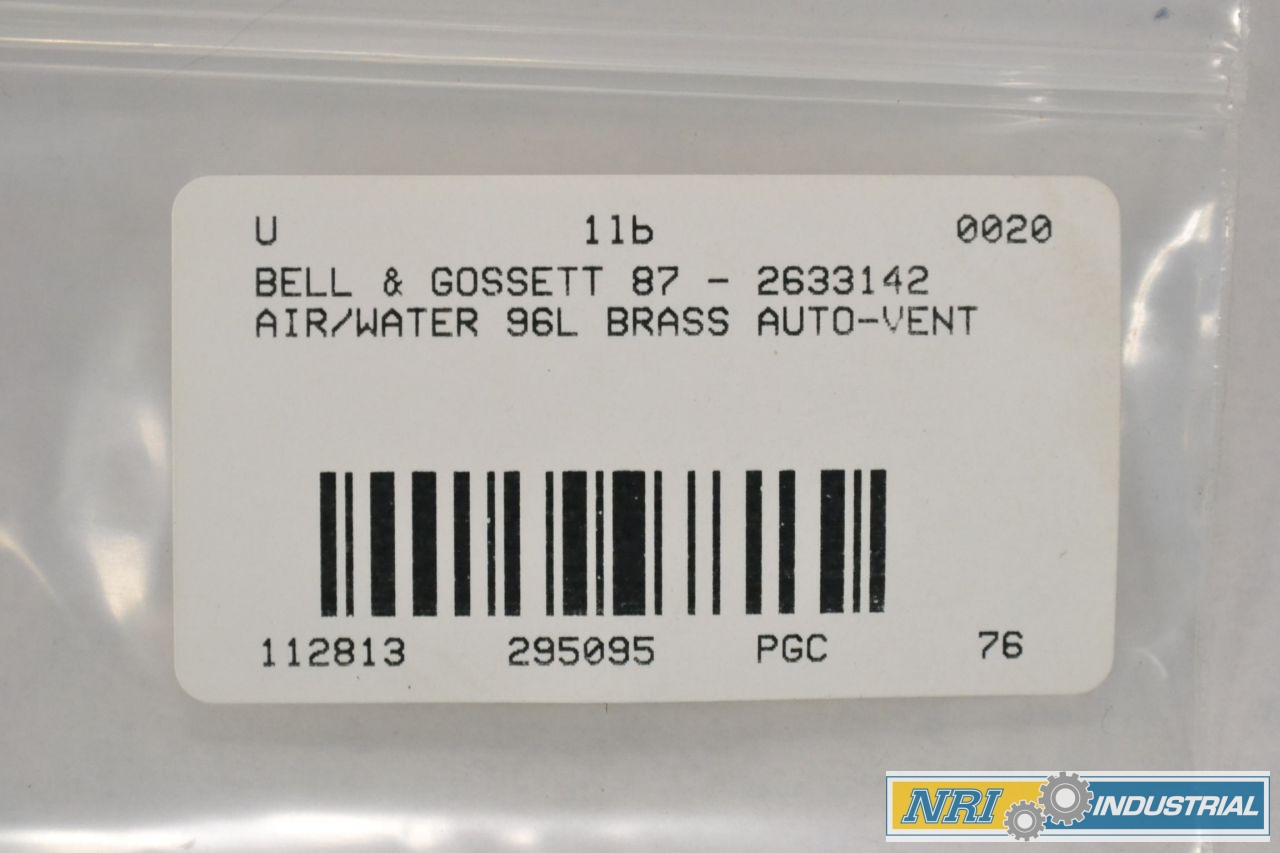 U 1lb 0020
BELL & GOSSETT 87 - 2633142
AIR/WATER 96L BRASS AUTO-VENT
112813 295095 PGC 76
NRI INDUSTRIAL